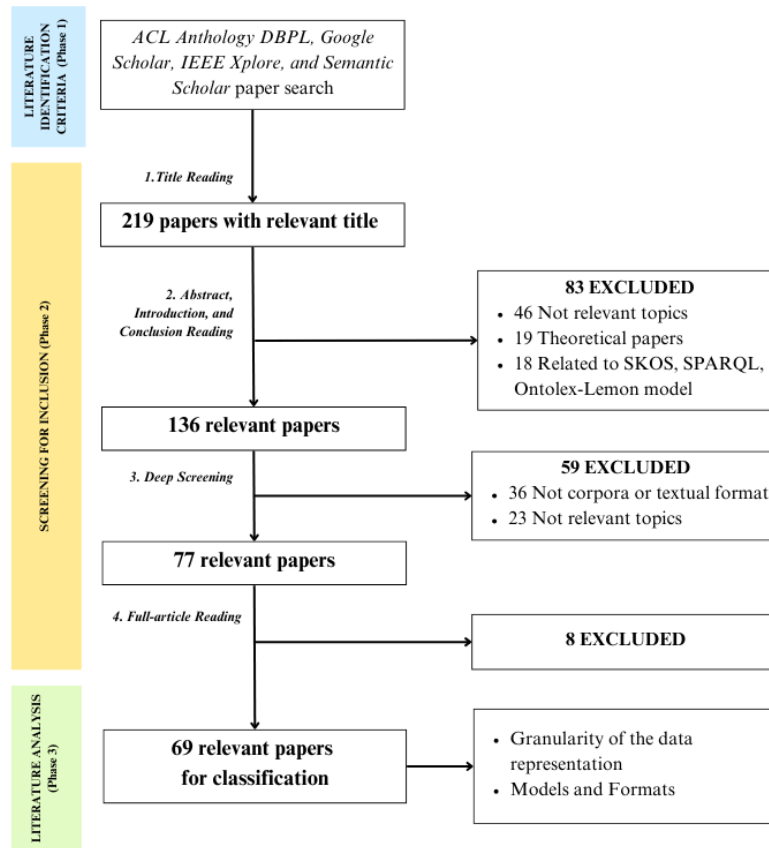 LITERATURE
IDENTIFICATION
CRITERIA (Phase 1)
ACL Anthology DBPL, Google
Scholar, IEEE Xplore, and Semantic
Scholar paper search
1.Title Reading
219 papers with relevant title
SCREENING FOR INCLUSION (Phase 2)
2. Abstract,
Introduction, and
Conclusion Reading
83 EXCLUDED
• 46 Not relevant topics
• 19 Theoretical papers
• 18 Related to SKOS, SPARQL,
Ontolex-Lemon model
136 relevant papers
3. Deep Screening
59 EXCLUDED
• 36 Not corpora or textual format
• 23 Not relevant topics
77 relevant papers
4. Full-article Reading
8 EXCLUDED
LITERATURE ANALYSIS
(Phase 3)
69 relevant papers
for classification
• Granularity of the data
representation
• Models and Formats